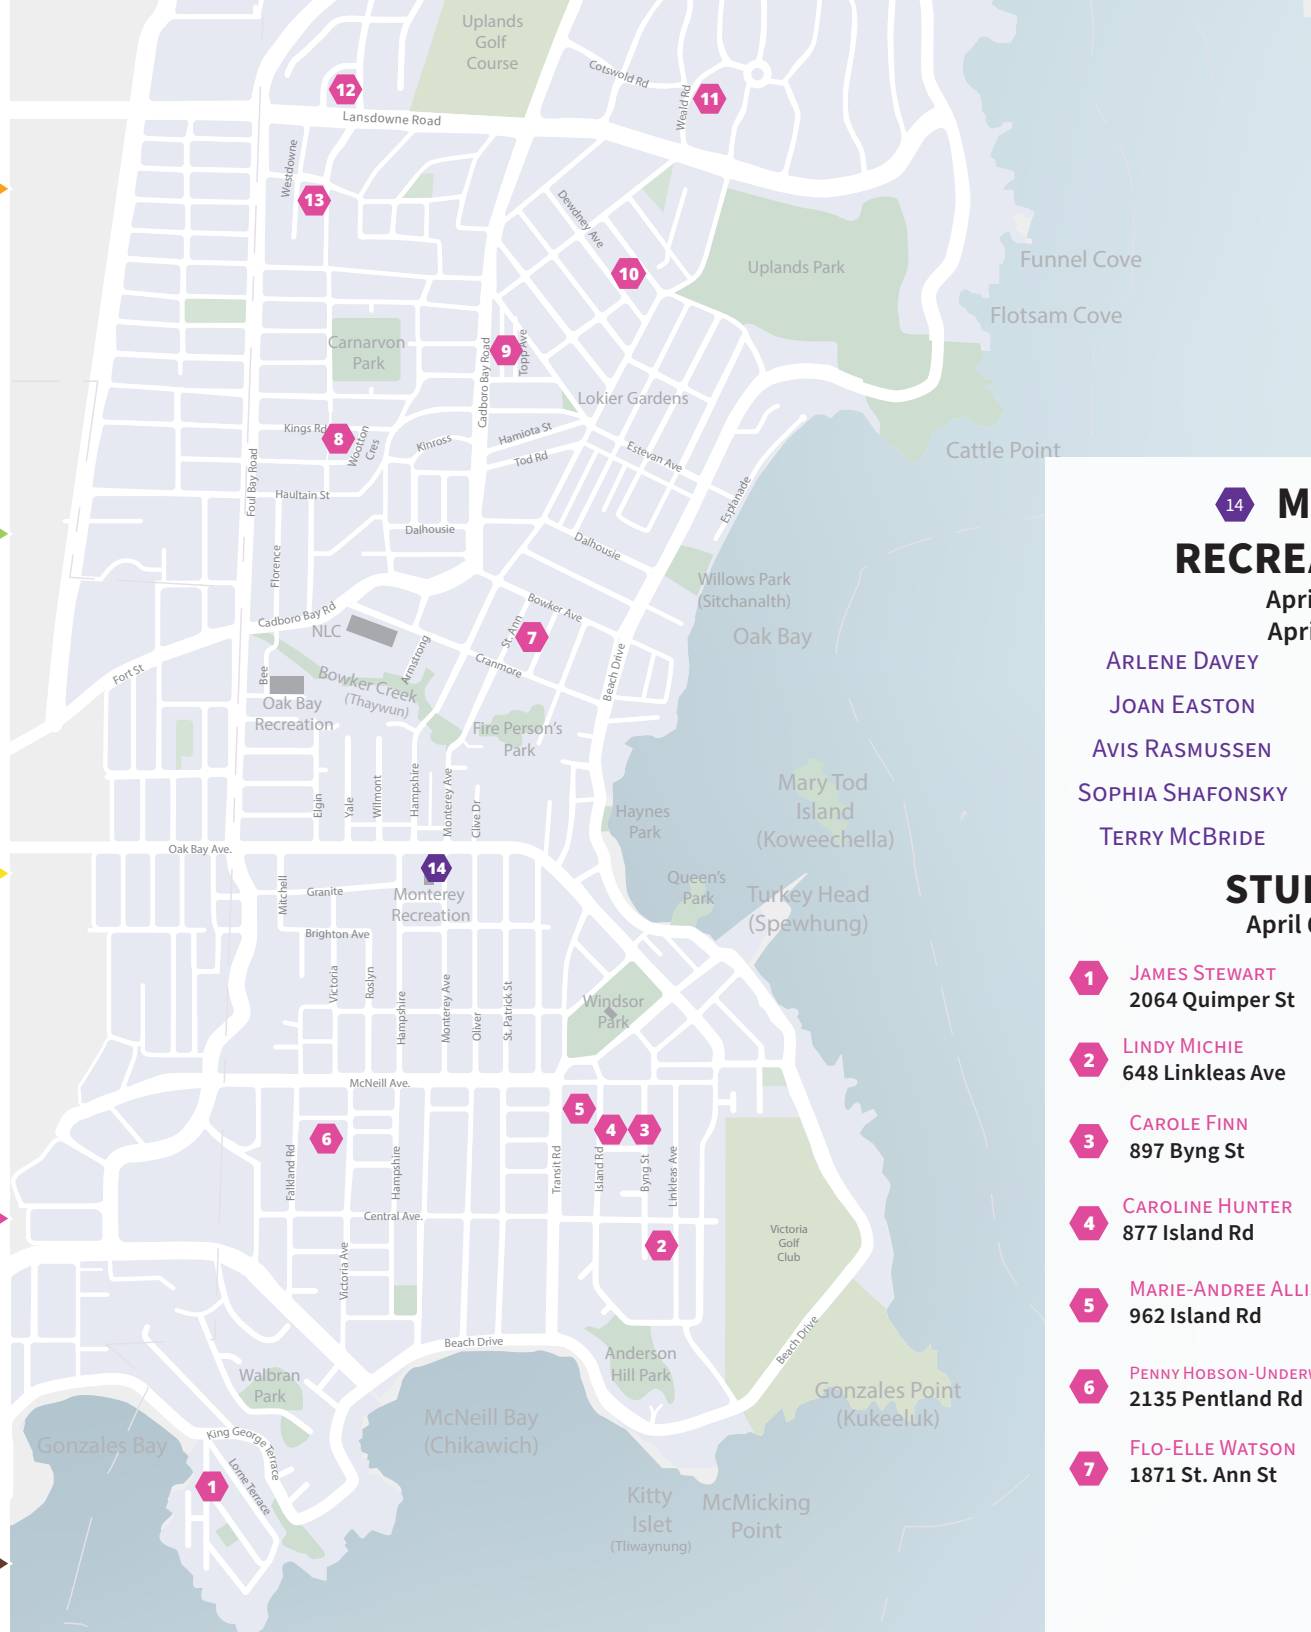 Uplands
Golf
Course
Cotswold Rd
Weald Rd
11
12
Lansdowne Road
Westdowne
13
Dewdney Ave
10
Uplands Park
Funnel Cove
Flotsam Cove
Carnarvon
Park
Cadboro Bay Road
9
Topp Ave
Lokier Gardens
Kings Rd
8
Wootton
Cres
Kinross
Hamiota St
Tod Rd
Estevan Ave
Cattle Point
Foul Bay Road
Haultain St
Esplanade
Dalhousie
Dalhousie
Florence
Willows Park
(Sitchanalth)
Oak Bay
Cadboro Bay Rd
NLC
Bowker Ave
St. Ann
7
Armstrong
Cranmore
Beach Drive
Fort St
Bee
Oak Bay
Recreation
Bowker Creek
(Thaywun)
Fire Person's
Park
Elgin
Yale
Wilmont
Hampshire
Monterey Ave
Clive Dr
Haynes
Park
Mary Tod
Island
(Koweechella)
Oak Bay Ave.
14
Mitchell
Granite
Monterey
Recreation
Queen's
Park
Turkey Head
(Spewhung)
Brighton Ave
Victoria
Roslyn
Hampshire
Monterey Ave
Oliver
St. Patrick St
Windsor
Park
McNeill Ave.
5
4
3
6
Falkland Rd
Hampshire
Transit Rd
Island Rd
Byng St
Linkleas Ave
Central Ave.
2
Victoria
Golf
Club
Victoria Ave
Beach Drive
Beach Drive
Anderson
Hill Park
Walbran
Park
Gonzales Point
(Kukeeluk)
McNeill Bay
(Chikawich)
Gonzales Bay
King George Terrace
Lorne Terrace
1
Kitty
Islet
(Tliwaynung)
McMicking
Point
14 M
RECREA
Apri
Apri
Arlene Davey
Joan Easton
Avis Rasmussen
Sophia Shafonsky
Terry McBride
STU
April
1 James Stewart
2064 Quimper St
2 Lindy Michie
648 Linkleas Ave
3 Carole Finn
897 Byng St
4 Caroline Hunter
877 Island Rd
5 Marie-Andree Alli
962 Island Rd
6 Penny Hobson-Underw
2135 Pentland Rd
7 Flo-Elle Watson
1871 St. Ann St